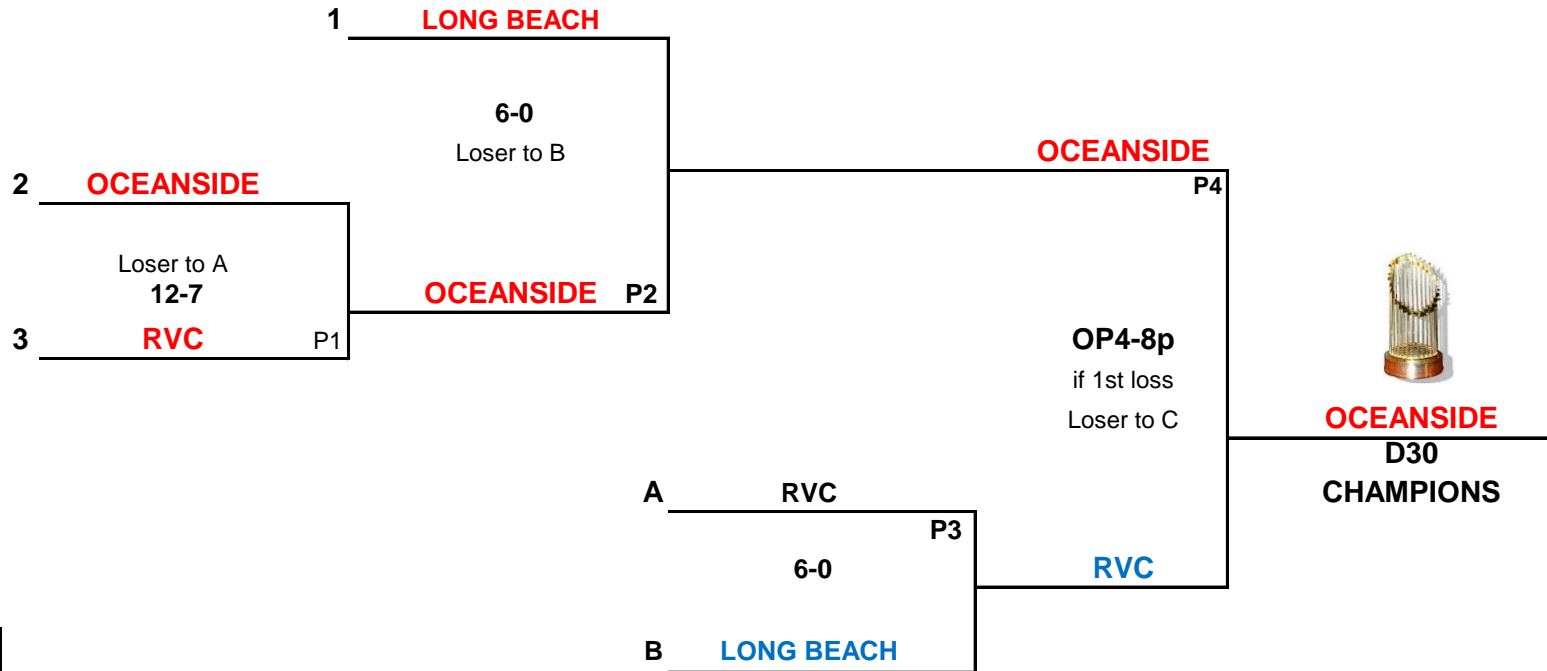 1 LONG BEACH
6-0
Loser to B
OCEANSIDE
P4
2 OCEANSIDE
Loser to A
12-7
OCEANSIDE P2
3 RVC P1
OP4-8p
if 1st loss
Loser to C
OCEANSIDE
D30
CHAMPIONS
A RVC
P3
6-0
RVC
B LONG BEACH